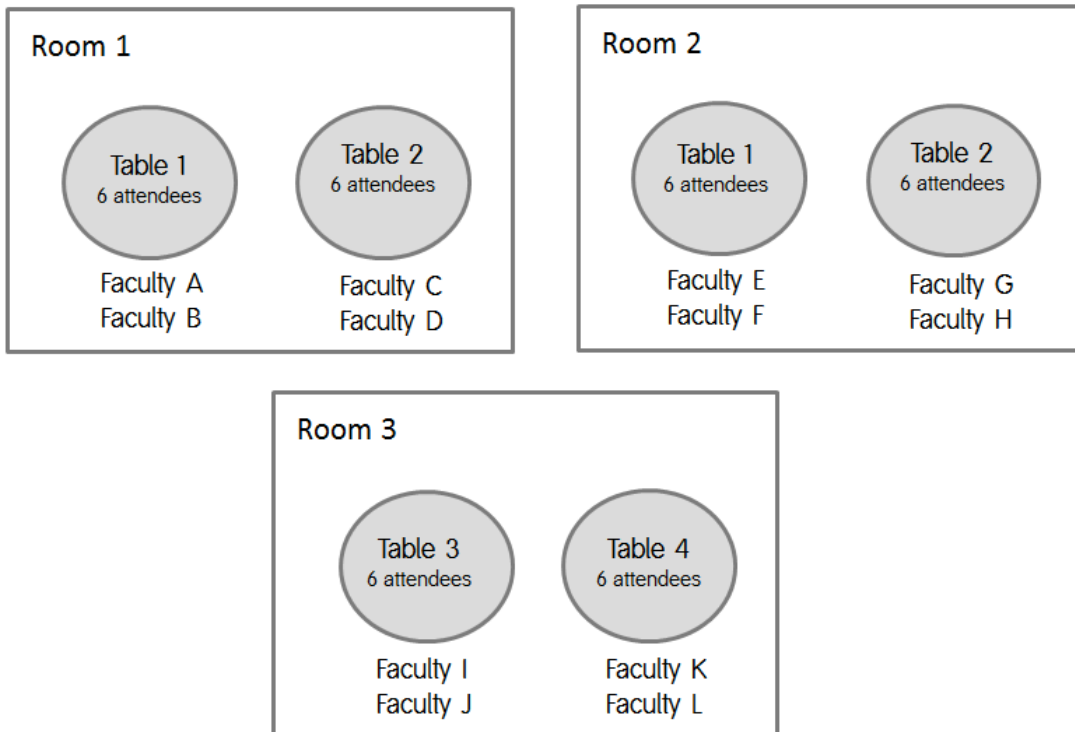 Room 1
Table 1
6 attendees
Faculty A
Faculty B
Table 2
6 attendees
Faculty C
Faculty D
Room 2
Table 1
6 attendees
Faculty E
Faculty F
Table 2
6 attendees
Faculty G
Faculty H
Room 3
Table 3
6 attendees
Faculty I
Faculty J
Table 4
6 attendees
Faculty K
Faculty L